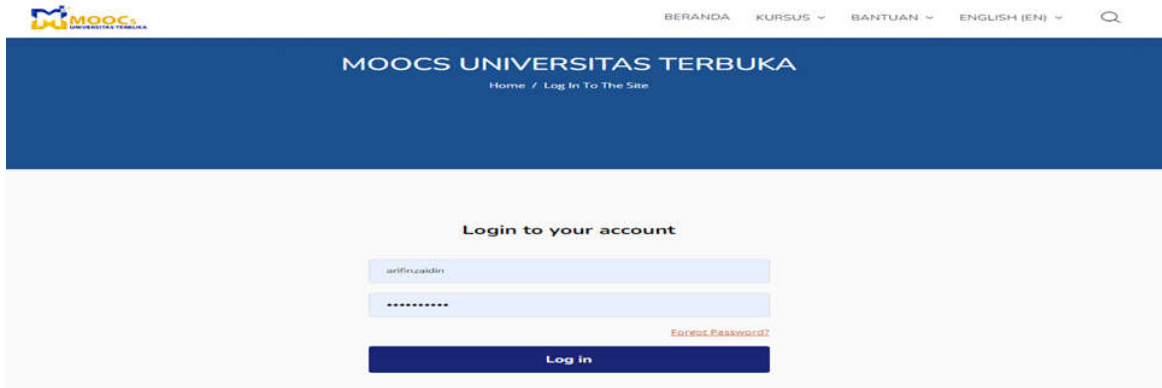 MOOCs
UNIVERSITAS TERBUKA
BERANDA KURSUS BANTUAN ENGLISH (EN)
MOOCS UNIVERSITAS TERBUKA
Home / Log In To The Site
Login to your account
arifinzaidin
••••••••••
Forgot Password?
Log in